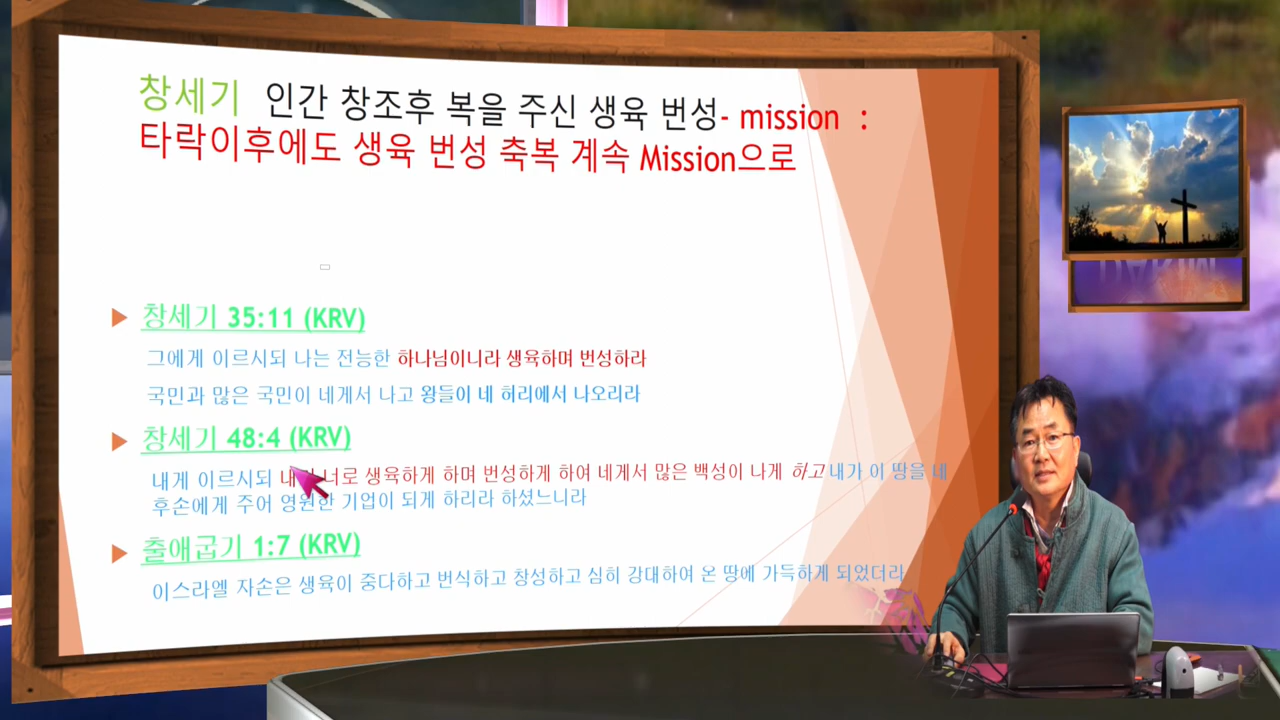 창세기 인간 창조후 복을 주신 생육 번성- mission :
타락이후에도 생육 번성 축복 계속 Mission으로
창세기 35:11 (KRV)
그에게 이르시되 나는 전능한 하나님이니라 생육하며 번성하라
국민과 많은 국민이 네게서 나고 왕들이 네 허리에서 나오리라
창세기 48:4 (KRV)
내게 이르시되 너로 생육하게 하며 번성하게 하여 네게서 많은 백성이 나게 하고 내가 이 땅을 네
후손에게 주어 영원한 기업이 되게 하리라 하셨느니라
출애굽기 1:7 (KRV)
이스라엘 자손은 생육이 중다하고 번식하고 창성하고 심히 강대하여 온 땅에 가득하게 되었더라